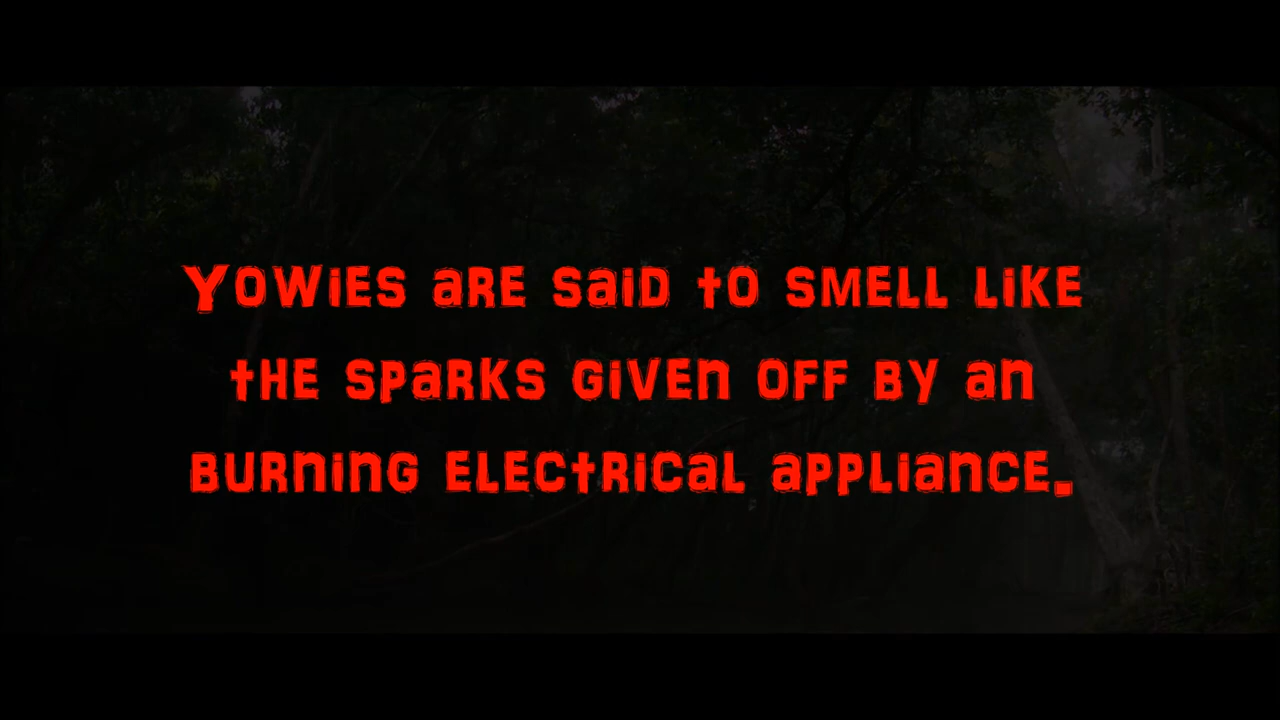 Yowies are said to smell like
the sparks given off by an
burning electrical appliance.